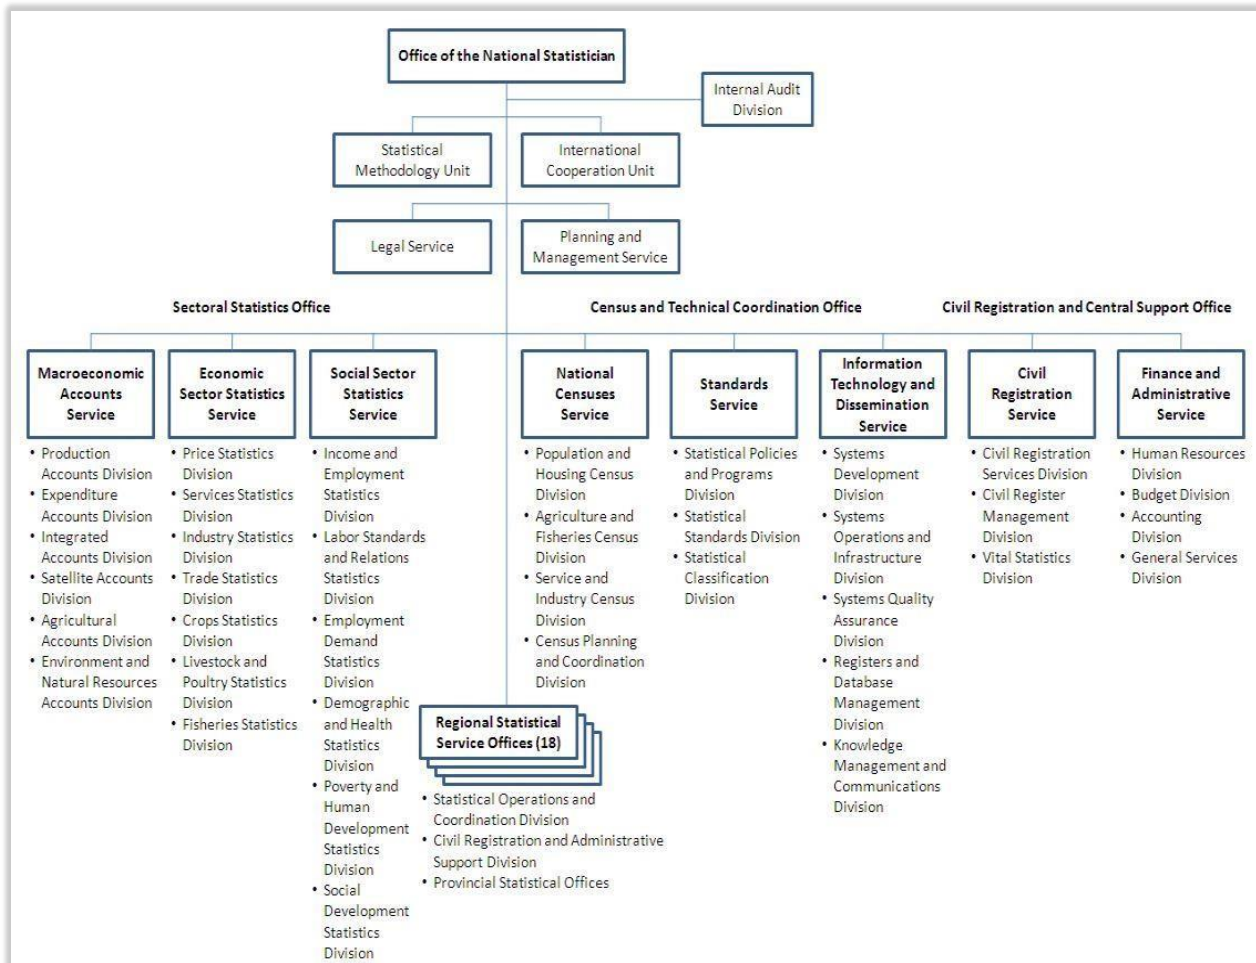 Office of the National Statistician
Internal Audit
Division
Statistical
Methodology Unit
International
Cooperation Unit
Legal Service
Planning and
Management Service
Sectoral Statistics Office
Census and Technical Coordination Office
Civil Registration and Central Support Office
Macroeconomic
Accounts
Service
• Production
Accounts Division
• Expenditure
Accounts Division
• Integrated
Accounts Division
• Satellite Accounts
Division
• Agricultural
Accounts Division
• Environment and
Natural Resources
Accounts Division
Economic
Sector Statistics
Service
• Price Statistics
Division
• Services Statistics
Division
• Industry Statistics
Division
• Trade Statistics
Division
• Crops Statistics
Division
• Livestock and
Poultry Statistics
Division
• Fisheries Statistics
Division
Social Sector
Statistics
Service
• Income and
Employment
Statistics
Division
• Labor Standards
and Relations
Statistics
Division
• Employment
Demand
Statistics
Division
• Demographic
and Health
Statistics
Division
• Poverty and
Human
Development
Statistics
Division
• Social
Development
Statistics
Division
National
Censuses
Service
• Population and
Housing Census
Division
• Agriculture and
Fisheries Census
Division
• Service and
Industry Census
Division
• Census Planning
and Coordination
Division
Standards
Service
• Statistical Policies
and Programs
Division
• Statistical
Standards Division
• Statistical
Classification
Division
Information
Technology and
Dissemination
Service
• Systems
Development
Division
• Systems
Operations and
Infrastructure
Division
• Systems Quality
Assurance
Division
• Registers and
Database
Management
Division
• Knowledge
Management and
Communications
Division
Civil
Registration
Service
• Civil Registration
Services Division
• Civil Register
Management
Division
• Vital Statistics
Division
Finance and
Administrative
Service
• Human Resources
Division
• Budget Division
• Accounting
Division
• General Services
Division
Regional Statistical
Service Offices (18)
• Statistical Operations and
Coordination Division
• Civil Registration and Administrative
Support Division
• Provincial Statistical Offices